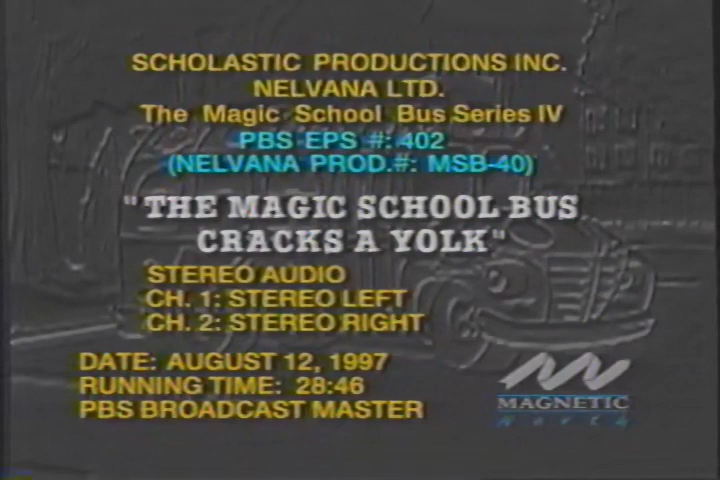 SCHOLASTIC PRODUCTIONS INC.
NELVANA LTD.
The Magic School Bus Series IV
PBS EPS #: 402
(NELVANA PROD.#: MSB-40)
"THE MAGIC SCHOOL BUS
CRACKS A YOLK"
STEREO AUDIO
CH. 1: STEREO LEFT
CH. 2: STEREO RIGHT
DATE: AUGUST 12, 1997
RUNNING TIME: 28:46
PBS BROADCAST MASTER
MAGNETIC
North